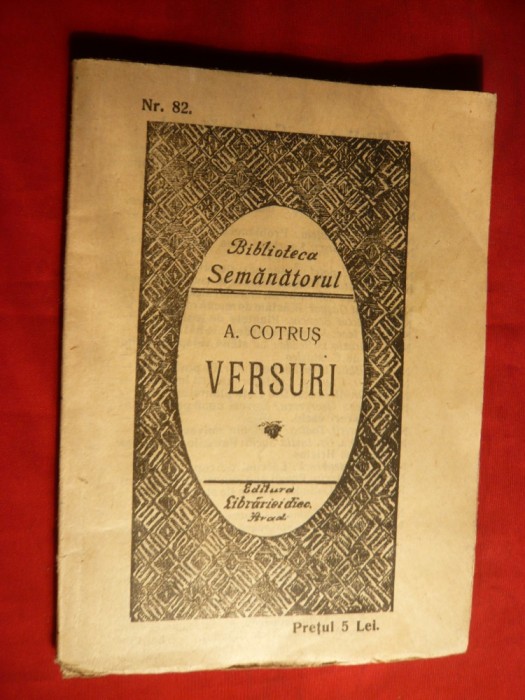 Nr. 82.
Biblioteca
Semănătorul
A. COTRUȘ
VERSURI
Editura
Librăriei diec.
Arad
Prețul 5 Lei.